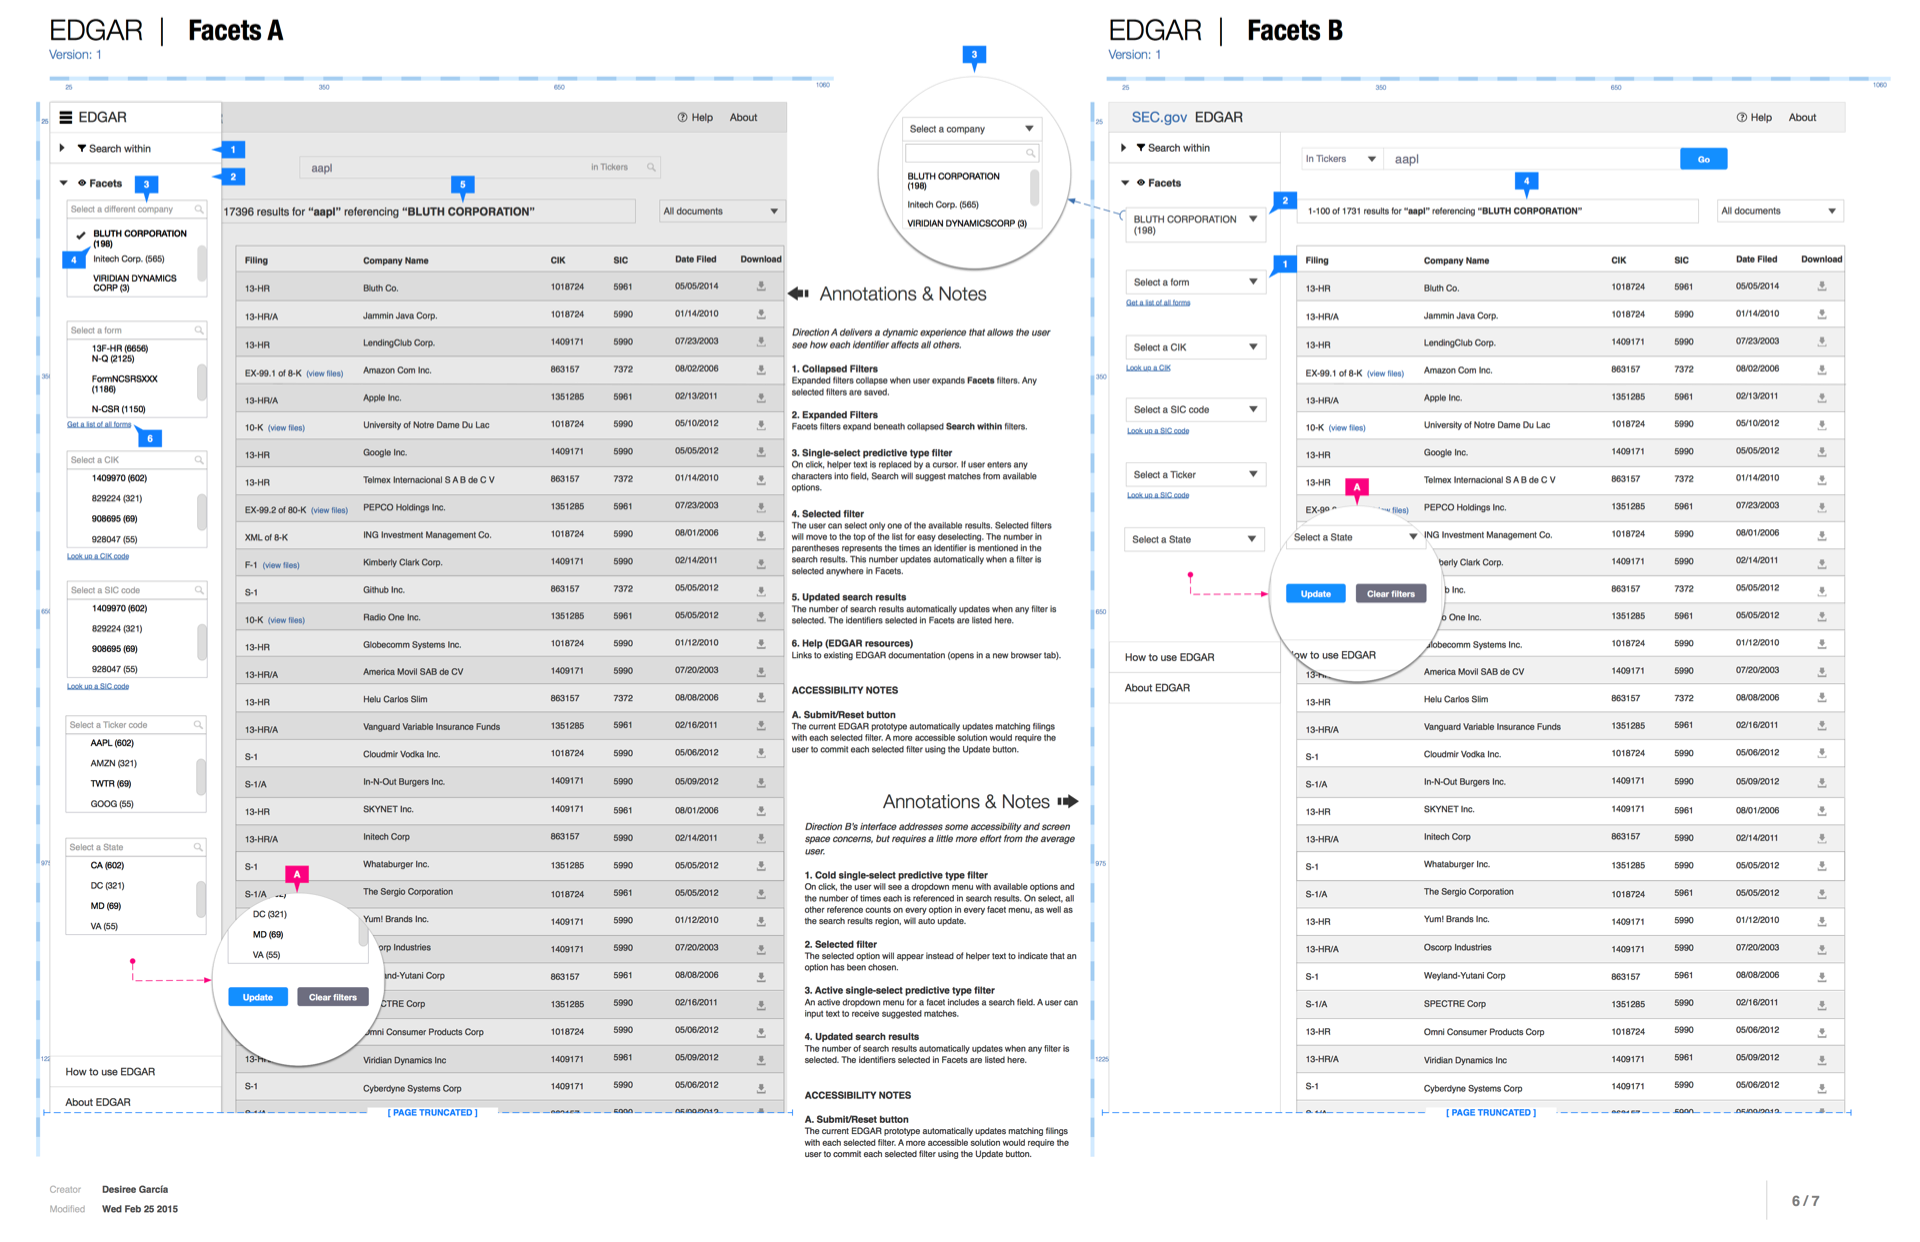 EDGAR | Facets A
Version: 1
25 350 650 1060
25
350
650
975
EDGAR
Search within
1
2
Facets
3
Select a different company
BLUTH CORPORATION
(198)
4
Initech Corp. (565)
VIRIDIAN DYNAMICS
CORP (3)
Select a form
13F-HR (6656)
N-Q (2125)
FormNCSRSXXX
(1186)
N-CSR (1150)
Get a list of all forms
6
Select a CIK
1409970 (602)
829224 (321)
908695 (69)
928047 (55)
Look up a CIK code
Select a SIC code
1409970 (602)
829224 (321)
908695 (69)
928047 (55)
Look up a SIC code
Select a Ticker code
AAPL (602)
AMZN (321)
TWTR (69)
GOOG (55)
Select a State
CA (602)
DC (321)
MD (69)
VA (55)
How to use EDGAR
About EDGAR
Help About
aapl in Tickers
5
17396 results for “aapl” referencing “BLUTH CORPORATION”
All documents
Filing Company Name CIK SIC Date Filed Download
13-HR Bluth Co. 1018724 5961 05/05/2014
13-HR/A Jammin Java Corp. 1018724 5990 01/14/2010
13-HR LendingClub Corp. 1409171 5990 07/23/2003
EX-99.1 of 8-K (view files) Amazon Com Inc. 863157 7372 08/02/2006
13-HR/A Apple Inc. 1351285 5961 02/13/2011
10-K (view files) University of Notre Dame Du Lac 1018724 5990 05/10/2012
13-HR Google Inc. 1409171 5990 05/05/2012
13-HR Telmex Internacional S A B de C V 863157 7372 01/14/2010
EX-99.2 of 80-K (view files) PEPCO Holdings Inc. 1351285 5961 07/23/2003
XML of 8-K ING Investment Management Co. 1018724 5990 08/01/2006
F-1 (view files) Kimberly Clark Corp. 1409171 5990 02/14/2011
S-1 Github Inc. 863157 7372 05/05/2012
10-K (view files) Radio One Inc. 1351285 5961 05/05/2012
13-HR Globecomm Systems Inc. 1018724 5990 01/12/2010
13-HR/A America Movil SAB de CV 1409171 5990 07/20/2003
13-HR Helu Carlos Slim 863157 7372 08/08/2006
13-HR/A Vanguard Variable Insurance Funds 1351285 5961 02/16/2011
S-1 Cloudmir Vodka Inc. 1018724 5990 05/06/2012
S-1/A In-N-Out Burgers Inc. 1409171 5990 05/09/2012
13-HR SKYNET Inc. 1409171 5961 08/01/2006
13-HR/A Initech Corp 863157 5990 02/14/2011
S-1 Whataburger Inc. 1351285 5990 05/05/2012
S-1/A The Sergio Corporation 1018724 5961 05/05/2012
Yum! Brands Inc. 1409171 5990 01/12/2010
orp Industries 1409171 5990 07/20/2003
and-Yutani Corp 863157 5961 08/08/2006
CTRE Corp 1351285 5990 02/16/2011
Omni Consumer Products Corp 1018724 5990 05/06/2012
Viridian Dynamics Inc 1409171 5961 05/09/2012
S-1 Cyberdyne Systems Corp 1409171 5990 05/06/2012
A
DC (321)
MD (69)
VA (55)
Update Clear filters
[ PAGE TRUNCATED ]
3
Select a company
BLUTH CORPORATION
(198)
Initech Corp. (565)
VIRIDIAN DYNAMICSCORP (3)
Annotations & Notes
Direction A delivers a dynamic experience that allows the user
see how each identifier affects all others.
1. Collapsed Filters
Expanded filters collapse when user expands Facets filters. Any
selected filters are saved.
2. Expanded Filters
Facets filters expand beneath collapsed Search within filters.
3. Single-select predictive type filter
On click, helper text is replaced by a cursor. If user enters any
characters into field, Search will suggest matches from available
options.
4. Selected filter
The user can select only one of the available results. Selected filters
will move to the top of the list for easy deselecting. The number in
parentheses represents the times an identifier is mentioned in the
search results. This number updates automatically when a filter is
selected anywhere in Facets.
5. Updated search results
The number of search results automatically updates when any filter is
selected. The identifiers selected in Facets are listed here.
6. Help (EDGAR resources)
Links to existing EDGAR documentation (opens in a new browser tab).
ACCESSIBILITY NOTES
A. Submit/Reset button
The current EDGAR prototype automatically updates matching filings
with each selected filter. A more accessible solution would require the
user to commit each selected filter using the Update button.
Annotations & Notes
Direction B’s interface addresses some accessibility and screen
space concerns, but requires a little more effort from the average
user.
1. Cold single-select predictive type filter
On click, the user will see a dropdown menu with available options and
the number of times each is referenced in search results. On select, all
other reference counts on every option in every facet menu, as well as
the search results region, will auto update.
2. Selected filter
The selected option will appear instead of helper text to indicate that an
option has been chosen.
3. Active single-select predictive type filter
An active dropdown menu for a facet includes a search field. A user can
input text to receive suggested matches.
4. Updated search results
The number of search results automatically updates when any filter is
selected. The identifiers selected in Facets are listed here.
ACCESSIBILITY NOTES
A. Submit/Reset button
The current EDGAR prototype automatically updates matching filings
with each selected filter. A more accessible solution would require the
user to commit each selected filter using the Update button.
EDGAR | Facets B
Version: 1
25 350 650 1060
25
350
650
975
1225
SEC.gov EDGAR
Help About
Search within
Facets
BLUTH CORPORATION
(198)
2
Select a form
1
Get a list of all forms
Select a CIK
Look up a CIK
Select a SIC code
Look up a SIC code
Select a Ticker
Look up a SIC code
Select a State
How to use EDGAR
About EDGAR
In Tickers aapl Go
4
1-100 of 1731 results for “aapl” referencing “BLUTH CORPORATION”
All documents
Filing Company Name CIK SIC Date Filed Download
13-HR Bluth Co. 1018724 5961 05/05/2014
13-HR/A Jammin Java Corp. 1018724 5990 01/14/2010
13-HR LendingClub Corp. 1409171 5990 07/23/2003
EX-99.1 of 8-K (view files) Amazon Com Inc. 863157 7372 08/02/2006
13-HR/A Apple Inc. 1351285 5961 02/13/2011
10-K (view files) University of Notre Dame Du Lac 1018724 5990 05/10/2012
13-HR Google Inc. 1409171 5990 05/05/2012
13-HR Telmex Internacional S A B de C V 863157 7372 01/14/2010
EX-99 files) PEPCO Holdings Inc. 1351285 5961 07/23/2003
ING Investment Management Co. 1018724 5990 08/01/2006
berly Clark Corp. 1409171 5990 02/14/2011
b Inc. 863157 7372 05/05/2012
o One Inc. 1351285 5961 05/05/2012
Globecomm Systems Inc. 1018724 5990 01/12/2010
America Movil SAB de CV 1409171 5990 07/20/2003
13-HR Helu Carlos Slim 863157 7372 08/08/2006
13-HR/A Vanguard Variable Insurance Funds 1351285 5961 02/16/2011
S-1 Cloudmir Vodka Inc. 1018724 5990 05/06/2012
S-1/A In-N-Out Burgers Inc. 1409171 5990 05/09/2012
13-HR SKYNET Inc. 1409171 5961 08/01/2006
13-HR/A Initech Corp 863157 5990 02/14/2011
S-1 Whataburger Inc. 1351285 5990 05/05/2012
S-1/A The Sergio Corporation 1018724 5961 05/05/2012
13-HR Yum! Brands Inc. 1409171 5990 01/12/2010
13-HR/A Oscorp Industries 1409171 5990 07/20/2003
S-1 Weyland-Yutani Corp 863157 5961 08/08/2006
S-1/A SPECTRE Corp 1351285 5990 02/16/2011
13-HR Omni Consumer Products Corp 1018724 5990 05/06/2012
13-HR/A Viridian Dynamics Inc 1409171 5961 05/09/2012
S-1 Cyberdyne Systems Corp 1409171 5990 05/06/2012
A
Select a State
Update Clear filters
ow to use EDGAR
[ PAGE TRUNCATED ]
Creator Desiree García
Modified Wed Feb 25 2015
6 / 7